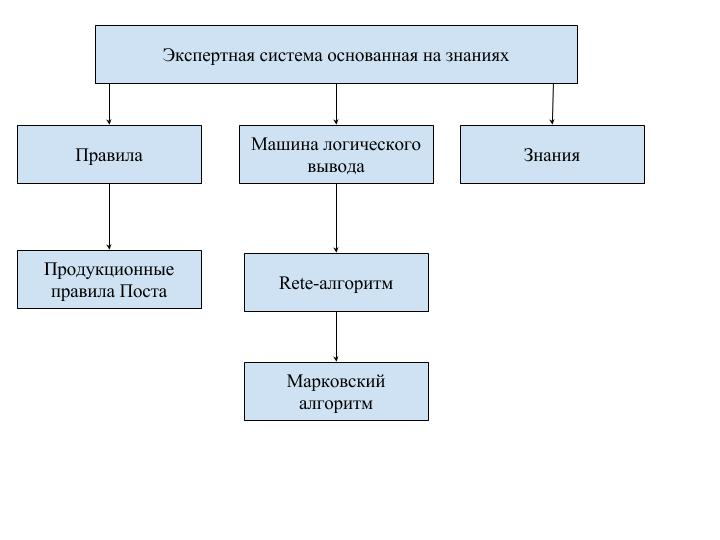 Экспертная система основанная на знаниях
Правила
Машина логического
вывода
Знания
Продукционные
правила Поста
Rete-алгоритм
Марковский
алгоритм